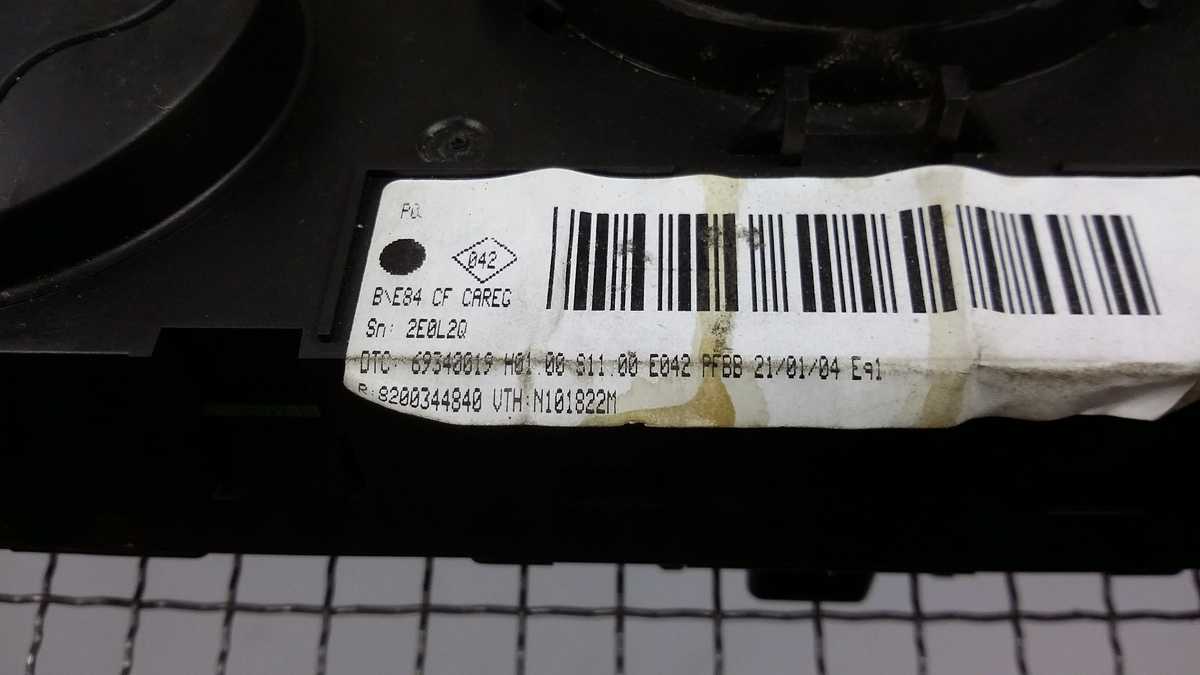 PQ
042
B\E84 CF CAREG
Sn: 2E0L2Q
DTC: 69340019 H01.00 S11.00 E042 PFBB 21/01/04 Eq1
R:8200344840 VTH:N101822M